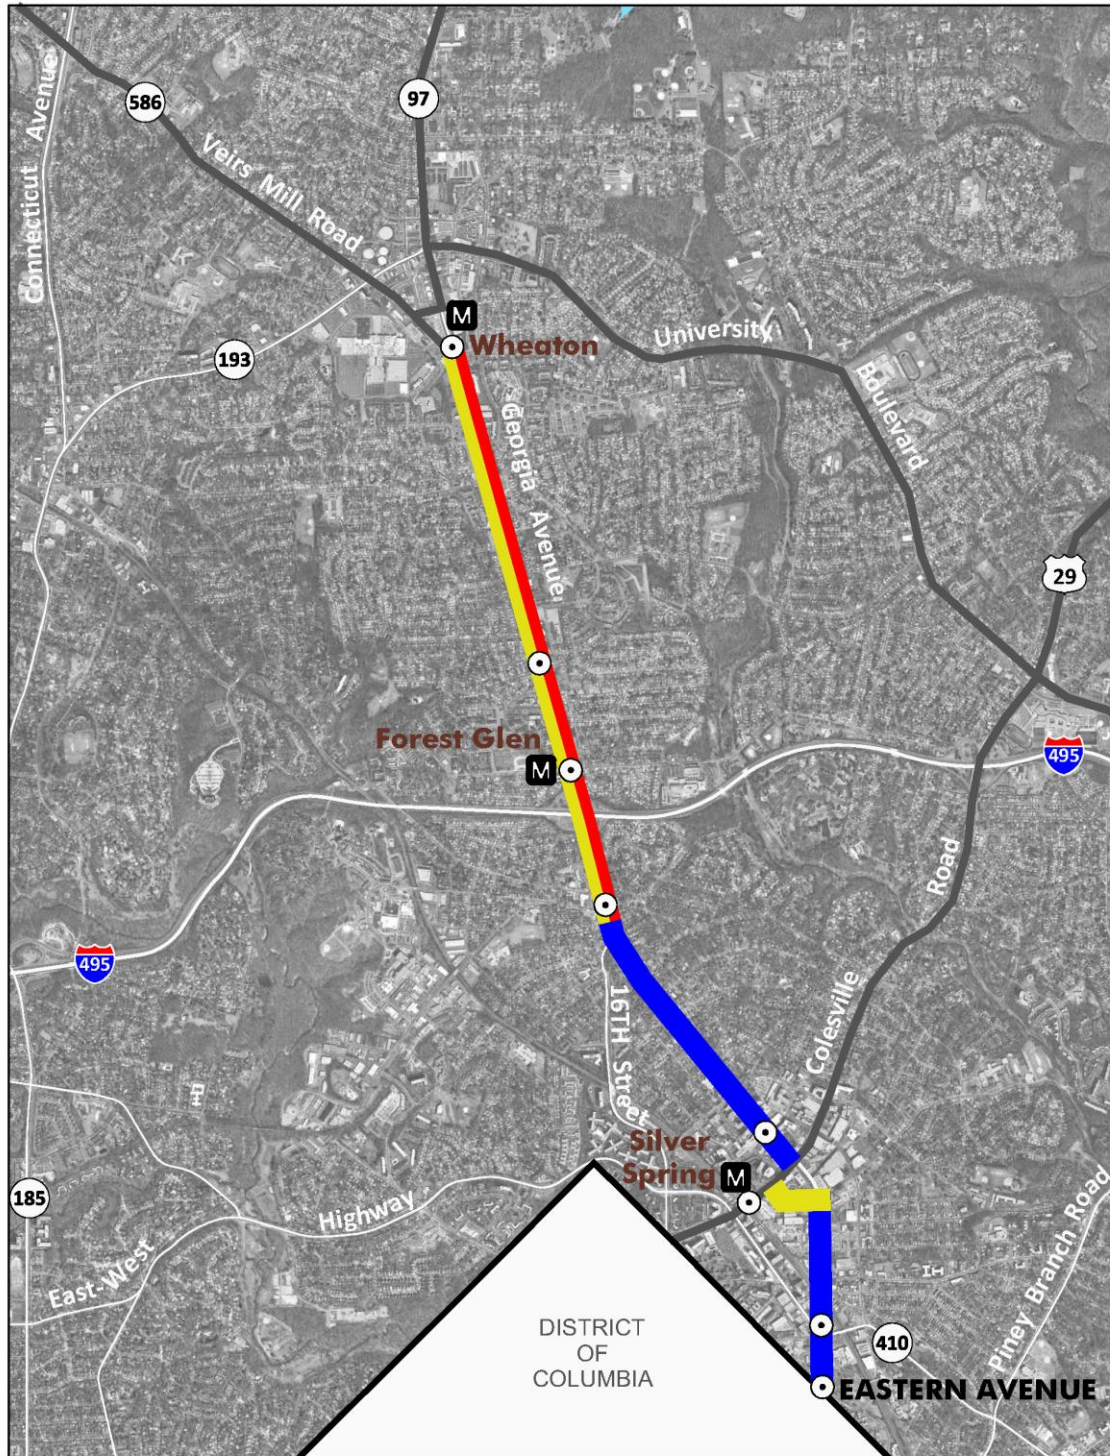 586
97
Connecticut Avenue
Veirs Mill Road
M
Wheaton
University
Boulevard
193
Georgia Avenue
29
Forest Glen
M
495
Road
495
Colesville
16TH Street
Silver
Spring
M
185
Highway
East-West
Piney Branch Road
DISTRICT
OF
COLUMBIA
410
EASTERN AVENUE